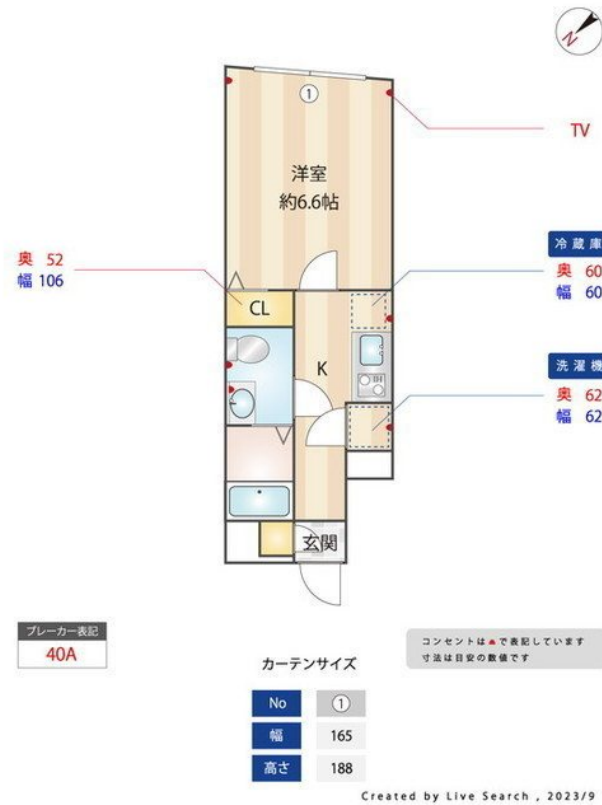 N
①
TV
洋室
約6.6帖
冷蔵庫
奥 60
幅 60
奥 52
幅 106
CL
K
IH
洗濯機
奥 62
幅 62
玄関
ブレーカー表記
40A
コンセントは▲で表記しています
寸法は目安の数値です
カーテンサイズ
No ①
幅 165
高さ 188
Created by Live Search , 2023/9